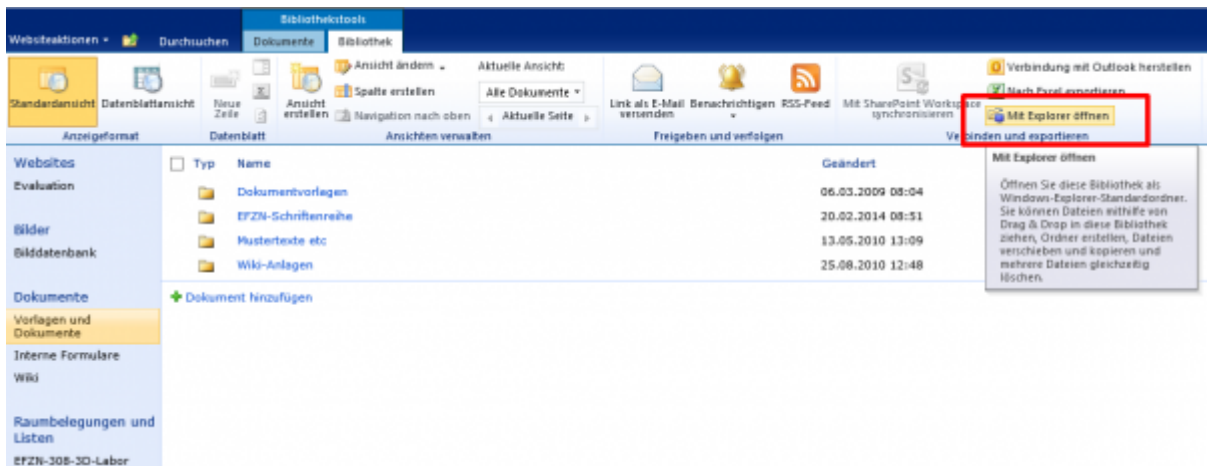 Bibliothekstools
Websiteaktionen
Durchsuchen
Dokumente
Bibliothek
Standardansicht
Datenblattansicht
Anzeigeformat
Neue
Zeile
Datenblatt
Ansicht
erstellen
Ansicht ändern
Spalte erstellen
Navigation nach oben
Aktuelle Ansicht:
Alle Dokumente
Aktuelle Seite
Ansichten verwalten
Link als E-Mail
versenden
Benachrichtigen
RSS-Feed
Freigeben und verfolgen
Mit SharePoint Workspace
synchronisieren
Verbindung mit Outlook herstellen
Nach Excel exportieren
Mit Explorer öffnen
Verbinden und exportieren
Mit Explorer öffnen
Öffnen Sie diese Bibliothek als
Windows-Explorer-Standardordner.
Sie können Dateien mithilfe von
Drag & Drop in diese Bibliothek
ziehen, Ordner erstellen, Dateien
verschieben und kopieren und
mehrere Dateien gleichzeitig
löschen.
Websites
Evaluation
Bilder
Bilddatenbank
Dokumente
Vorlagen und
Dokumente
Interne Formulare
Wiki
Raumbelegungen und
Listen
EFZN-308-3D-Labor
Typ Name Geändert
Dokumentvorlagen 06.03.2009 08:04
EFZN-Schriftenreihe 20.02.2014 08:51
Mustertexte etc 13.05.2010 13:09
Wiki-Anlagen 25.08.2010 12:48
Dokument hinzufügen